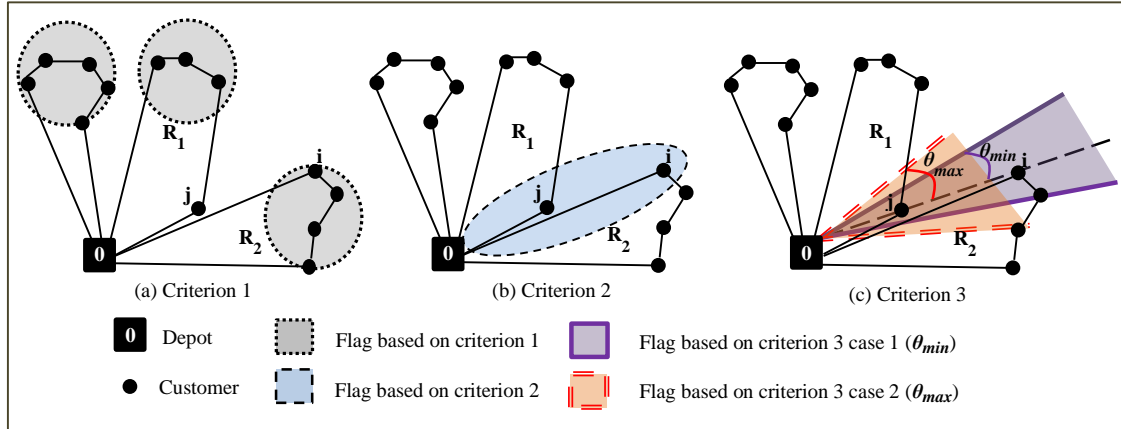 R1
i
j
R2
0
(a) Criterion 1
R1
i
j
R2
0
(b) Criterion 2
R1
θmin
i
θmax
j
R2
0
(c) Criterion 3
0 Depot
Flag based on criterion 1
Flag based on criterion 3 case 1 (θmin)
Customer
Flag based on criterion 2
Flag based on criterion 3 case 2 (θmax)